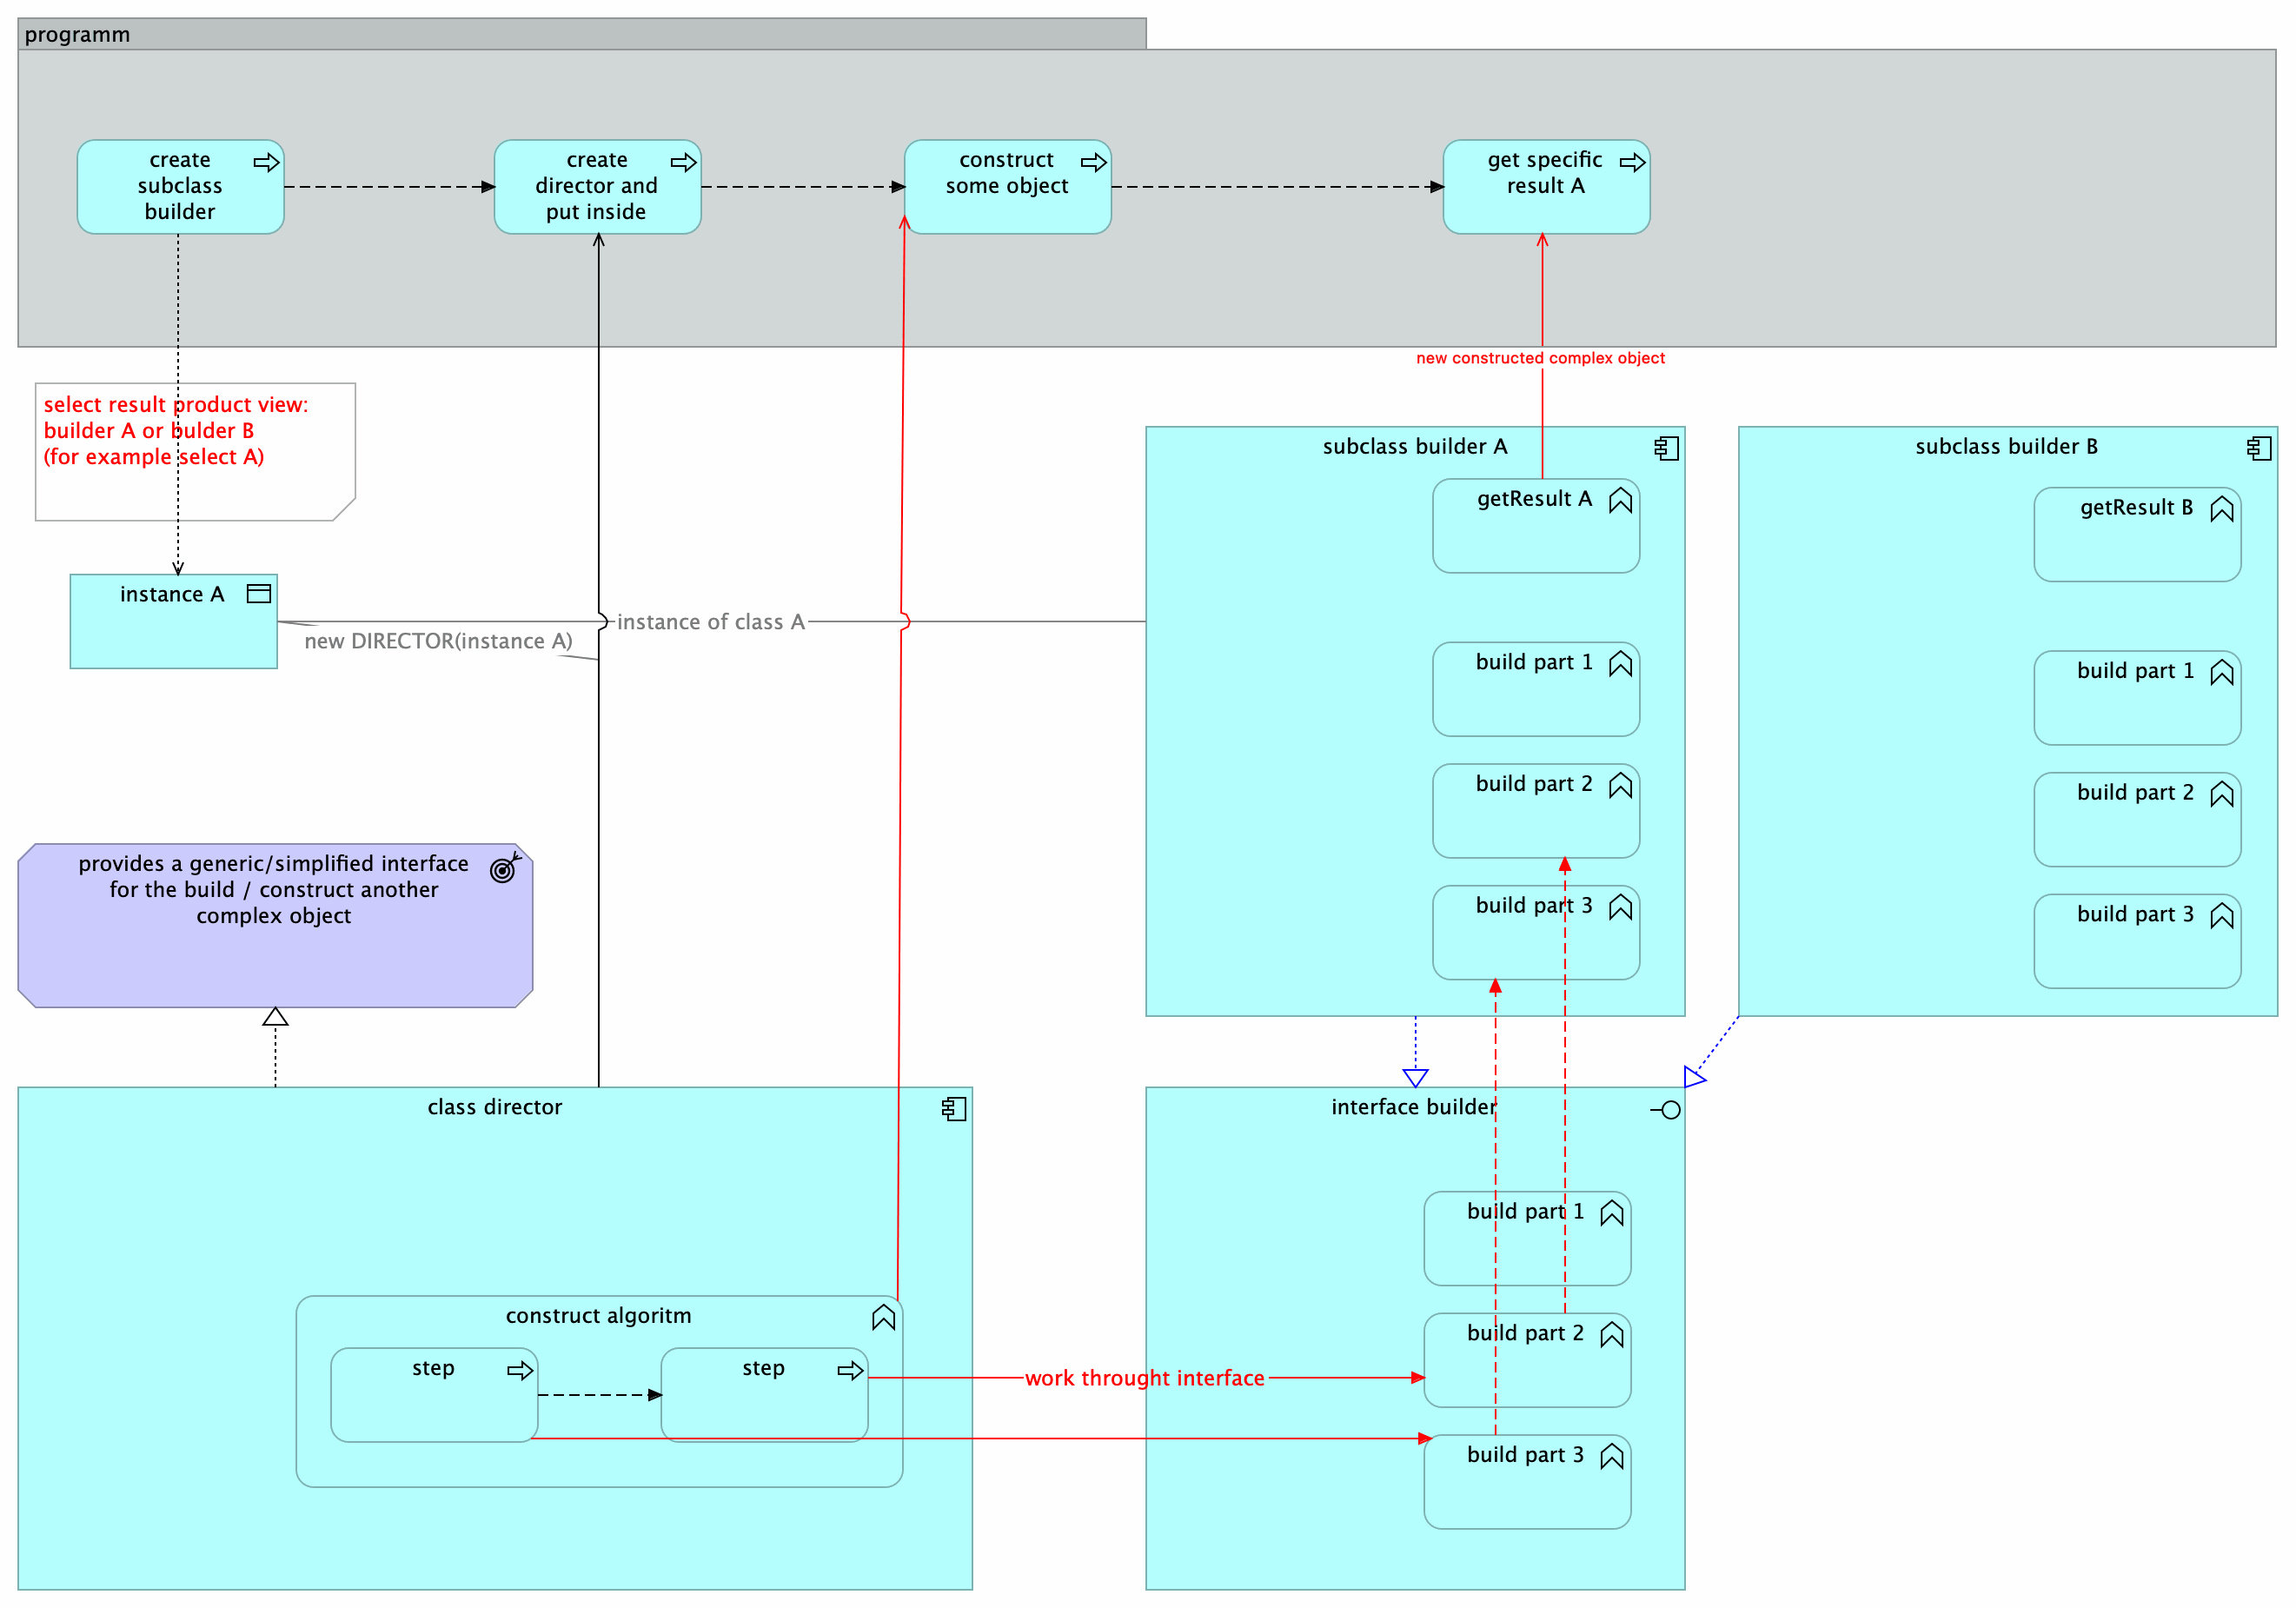 programm
create
subclass
builder
create
director and
put inside
construct
some object
get specific
result A
new constructed complex object
select result product view:
builder A or bulder B
(for example select A)
subclass builder A
subclass builder B
getResult A
getResult B
instance A
instance of class A
new DIRECTOR(instance A)
build part 1
build part 1
build part 2
build part 2
provides a generic/simplified interface
for the build / construct another
complex object
build part 3
build part 3
class director
interface builder
build part 1
construct algoritm
build part 2
step
step
work throught interface
build part 3